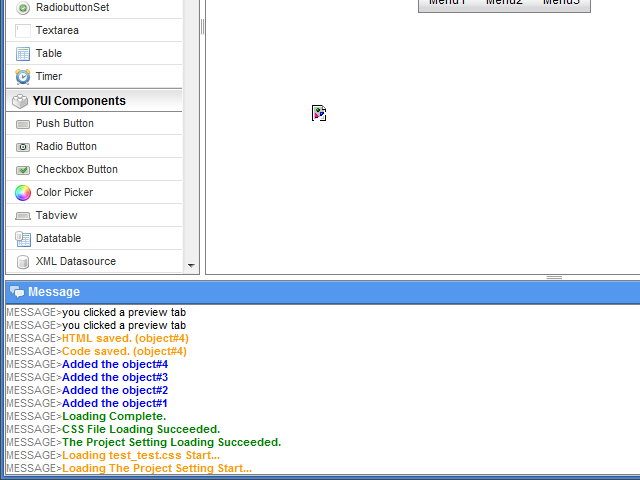 RadiobuttonSet
Menu1 Menu2 Menu3
Textarea
Table
Timer
YUI Components
Push Button
Radio Button
Checkbox Button
Color Picker
Tabview
Datatable
XML Datasource
Message
MESSAGE>you clicked a preview tab
MESSAGE>you clicked a preview tab
MESSAGE>HTML saved. (object#4)
MESSAGE>Code saved. (object#4)
MESSAGE>Added the object#4
MESSAGE>Added the object#3
MESSAGE>Added the object#2
MESSAGE>Added the object#1
MESSAGE>Loading Complete.
MESSAGE>CSS File Loading Succeeded.
MESSAGE>The Project Setting Loading Succeeded.
MESSAGE>Loading test_test.css Start...
MESSAGE>Loading The Project Setting Start...